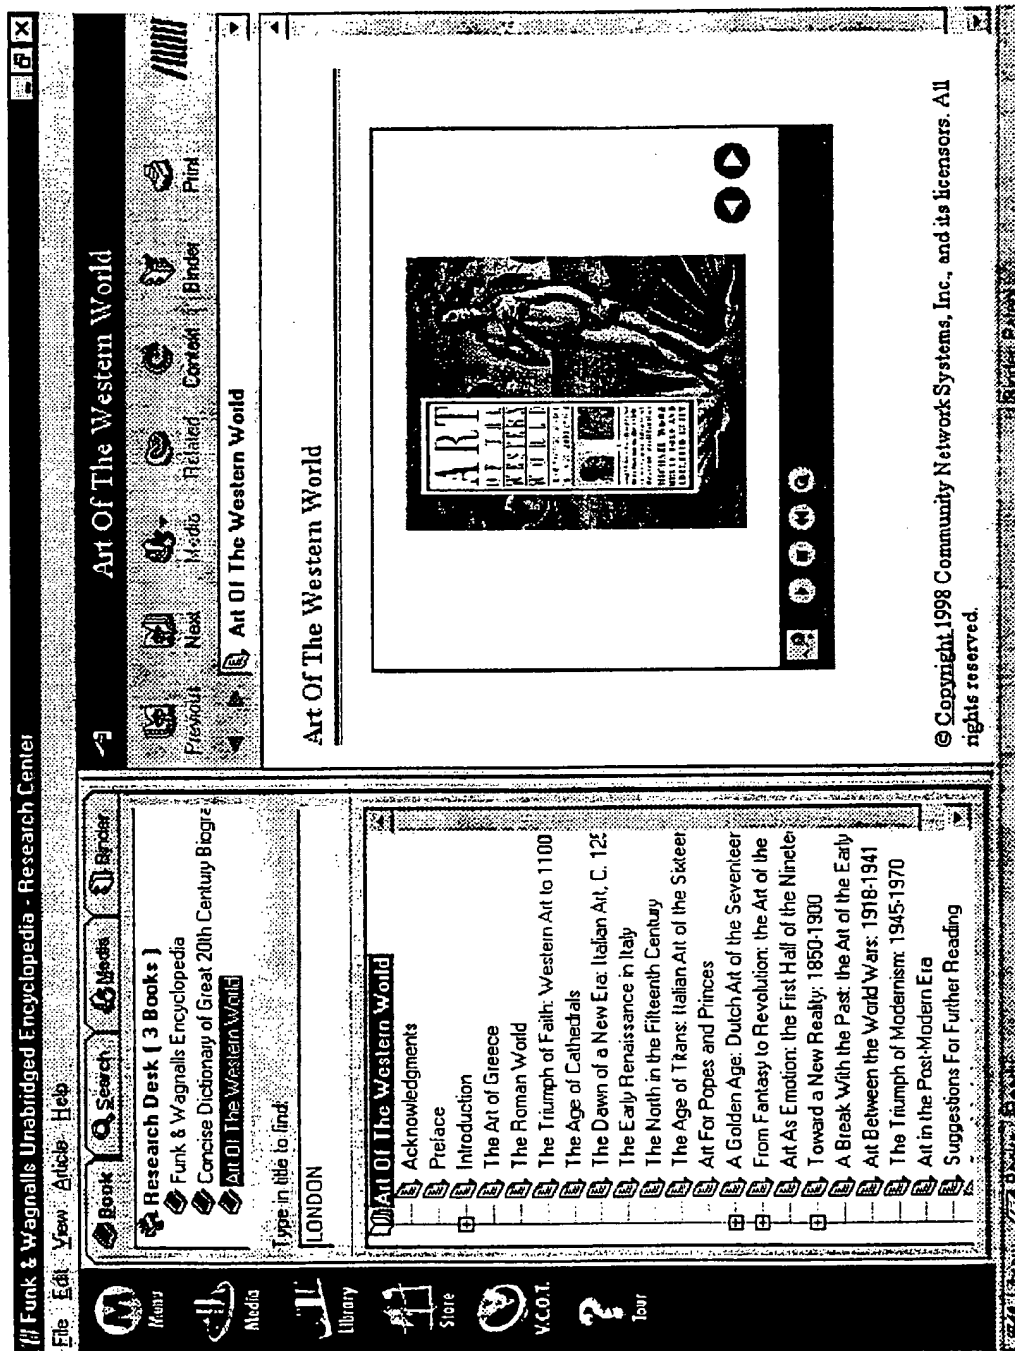 Funk & Wagnalls Unabridged Encyclopedia - Research Center
File Edit View Article Help
Menu
Media
Library
Store
V.C.O.T.
Tour
Book Search Media Binder
Research Desk ( 3 Books )
Funk & Wagnalls Encyclopedia
Concise Dictionary of Great 20th Century Biogra
Art Of The Western World
Type in title to find:
LONDON
Art Of The Western World
Acknowledgments
Preface
Introduction
The Art of Greece
The Roman World
The Triumph of Faith: Western Art to 1100
The Age of Cathedrals
The Dawn of a New Era: Italian Art, C. 125
The Early Renaissance in Italy
The North in the Fifteenth Century
The Age of Titans: Italian Art of the Sixteer
Art For Popes and Princes
A Golden Age: Dutch Art of the Seventeer
From Fantasy to Revolution: the Art of the
Art As Emotion: the First Half of the Ninete
Toward a New Reality: 1850-1900
A Break With the Past: the Art of the Early
Art Between the World Wars: 1918-1941
The Triumph of Modernism: 1945-1970
Art in the Post-Modern Era
Suggestions For Further Reading
Art Of The Western World
Previous Next Media Related Context Binder Print
Art Of The Western World
Art Of The Western World
ART
OF THE
WESTERN
WORLD
MICHAEL WOOD
© Copyright 1998 Community Network Systems, Inc., and its licensors. All
rights reserved.